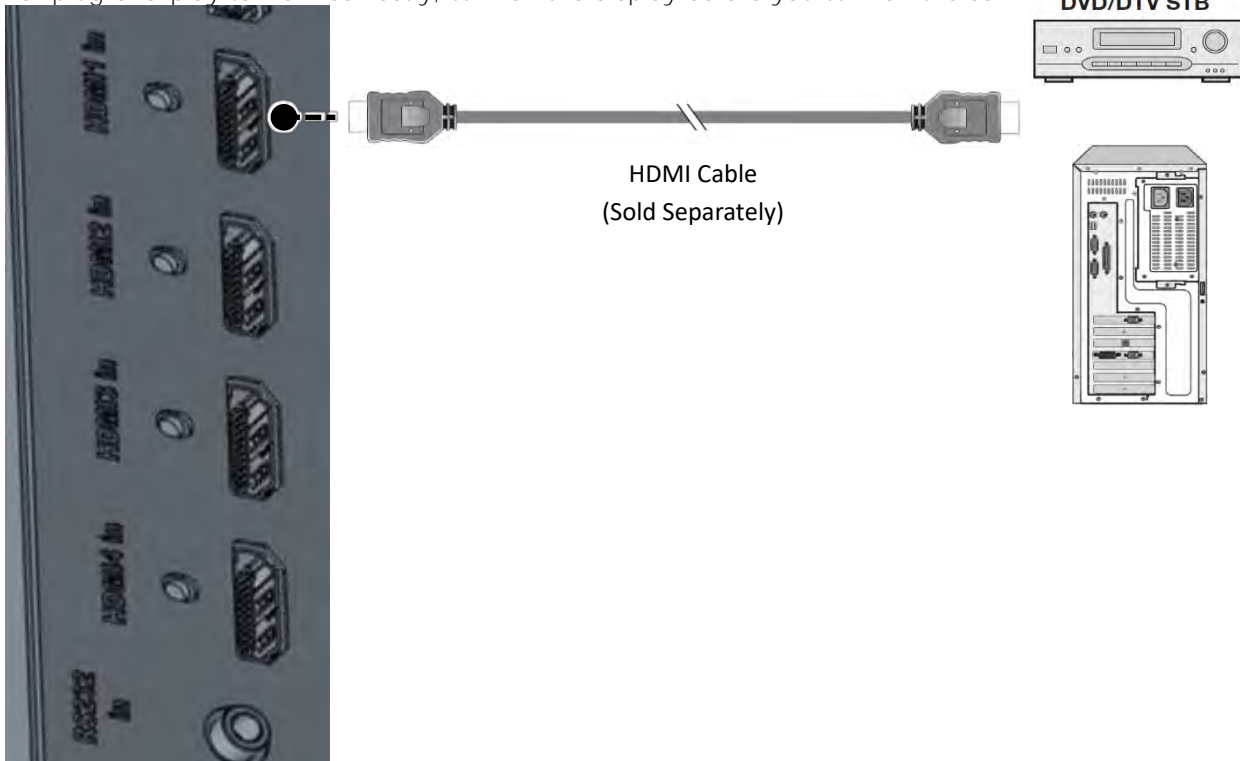 DVD/DTV STB
HDMI1 In
HDMI Cable
(Sold Separately)
HDMI2 In
HDMI3 In
HDMI4 In
RS232
In